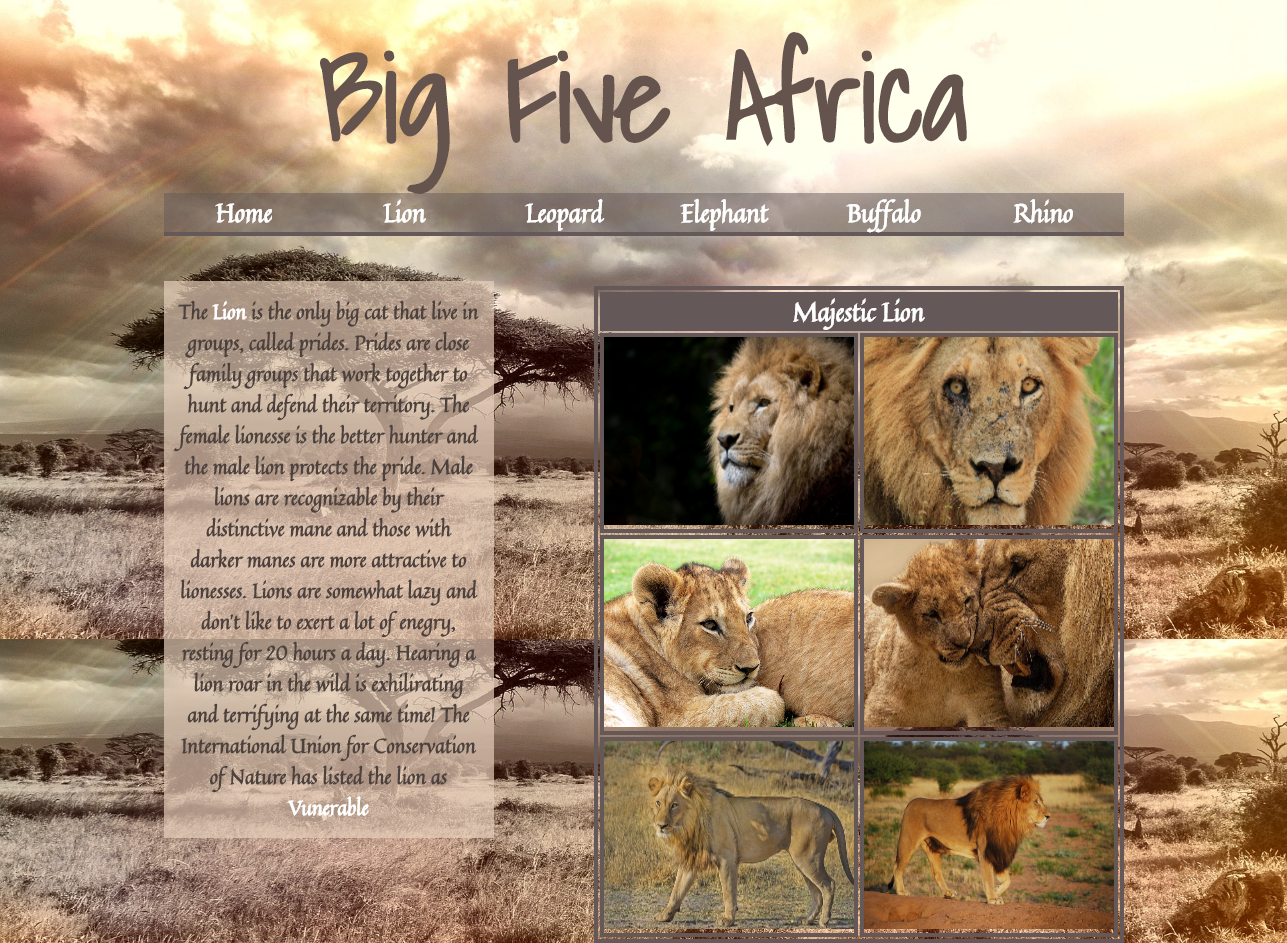 Big Five Africa
Home Lion Leopard Elephant Buffalo Rhino
The Lion is the only big cat that live in
groups, called prides. Prides are close
family groups that work together to
hunt and defend their territory. The
female lionesse is the better hunter and
the male lion protects the pride. Male
lions are recognizable by their
distinctive mane and those with
darker manes are more attractive to
lionesses. Lions are somewhat lazy and
don't like to exert a lot of enegry,
resting for 20 hours a day. Hearing a
lion roar in the wild is exhilirating
and terrifying at the same time! The
International Union for Conservation
of Nature has listed the lion as
Vunerable
Majestic Lion